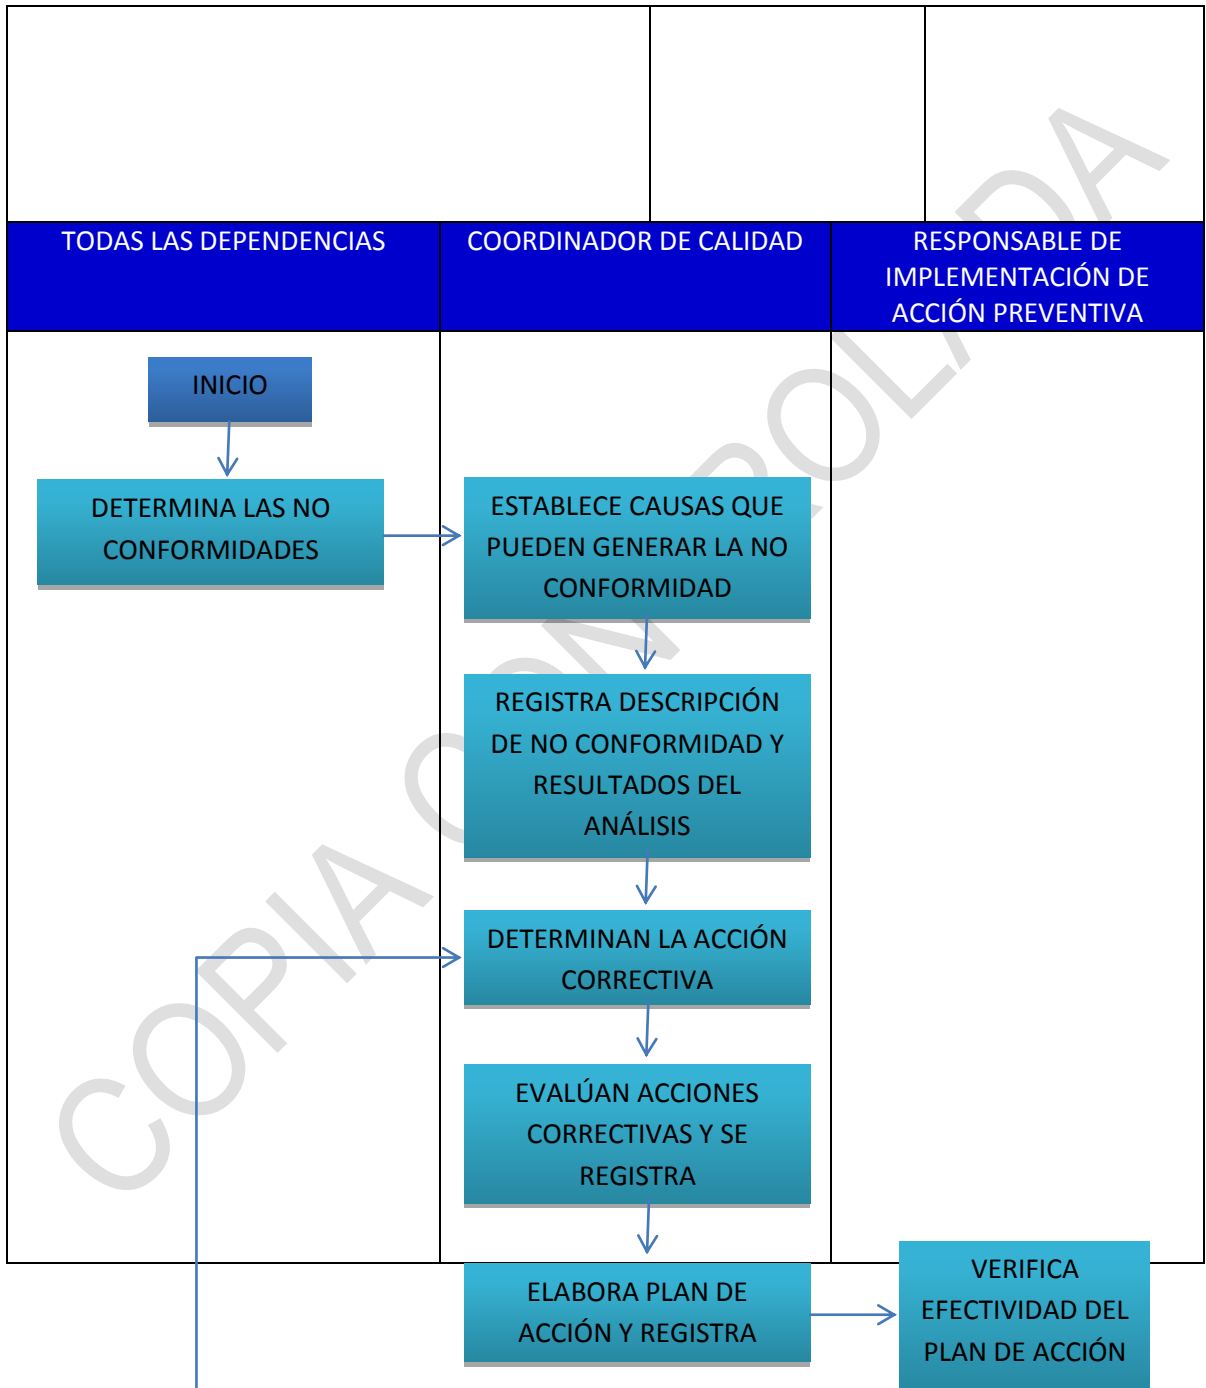 TODAS LAS DEPENDENCIAS
COORDINADOR DE CALIDAD
RESPONSABLE DE
IMPLEMENTACIÓN DE
ACCIÓN PREVENTIVA
INICIO
DETERMINA LAS NO
CONFORMIDADES
ESTABLECE CAUSAS QUE
PUEDEN GENERAR LA NO
CONFORMIDAD
REGISTRA DESCRIPCIÓN
DE NO CONFORMIDAD Y
RESULTADOS DEL
ANÁLISIS
DETERMINAN LA ACCIÓN
CORRECTIVA
EVALÚAN ACCIONES
CORRECTIVAS Y SE
REGISTRA
ELABORA PLAN DE
ACCIÓN Y REGISTRA
VERIFICA
EFECTIVIDAD DEL
PLAN DE ACCIÓN
COPIA CONTROLADA